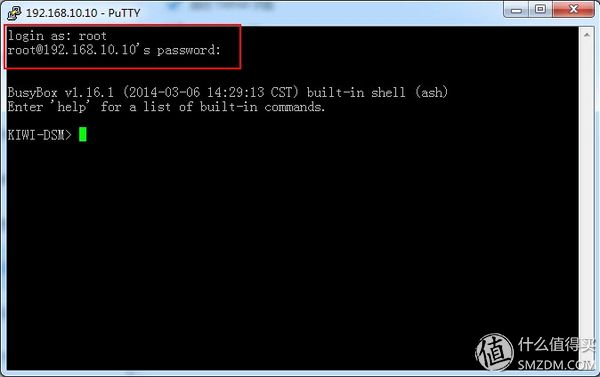 192.168.10.10 - PuTTY
login as: root
root@192.168.10.10's password:
BusyBox v1.16.1 (2014-03-06 14:29:13 CST) built-in shell (ash)
Enter 'help' for a list of built-in commands.
KIWI-DSM>
值 什么值得买
SMZDM.COM